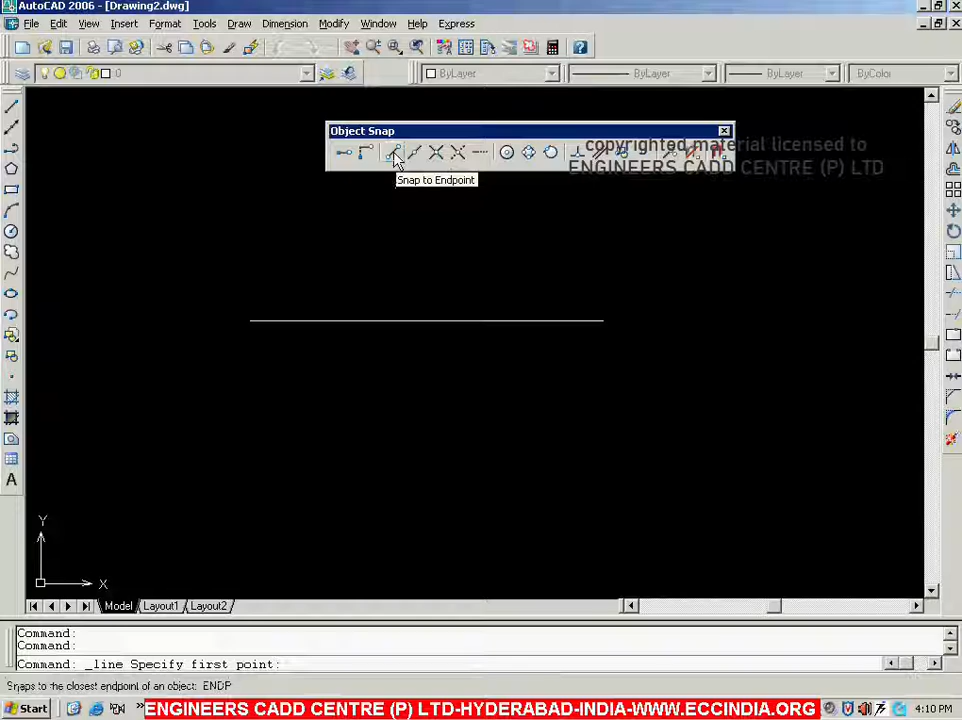 AutoCAD 2006 - [Drawing2.dwg]
File Edit View Insert Format Tools Draw Dimension Modify Window Help Express
0 ByLayer ByLayer ByLayer ByColor
Object Snap
copyrighted material licensed to
ENGINEERS CADD CENTRE (P) LTD
Snap to Endpoint
A
Y
X
Model Layout1 Layout2
Command:
Command:
Command: _line Specify first point:
Snaps to the closest endpoint of an object: ENDP
Start » ENGINEERS CADD CENTRE (P) LTD-HYDERABAD-INDIA-WWW.ECCINDIA.ORG « 4:10 PM